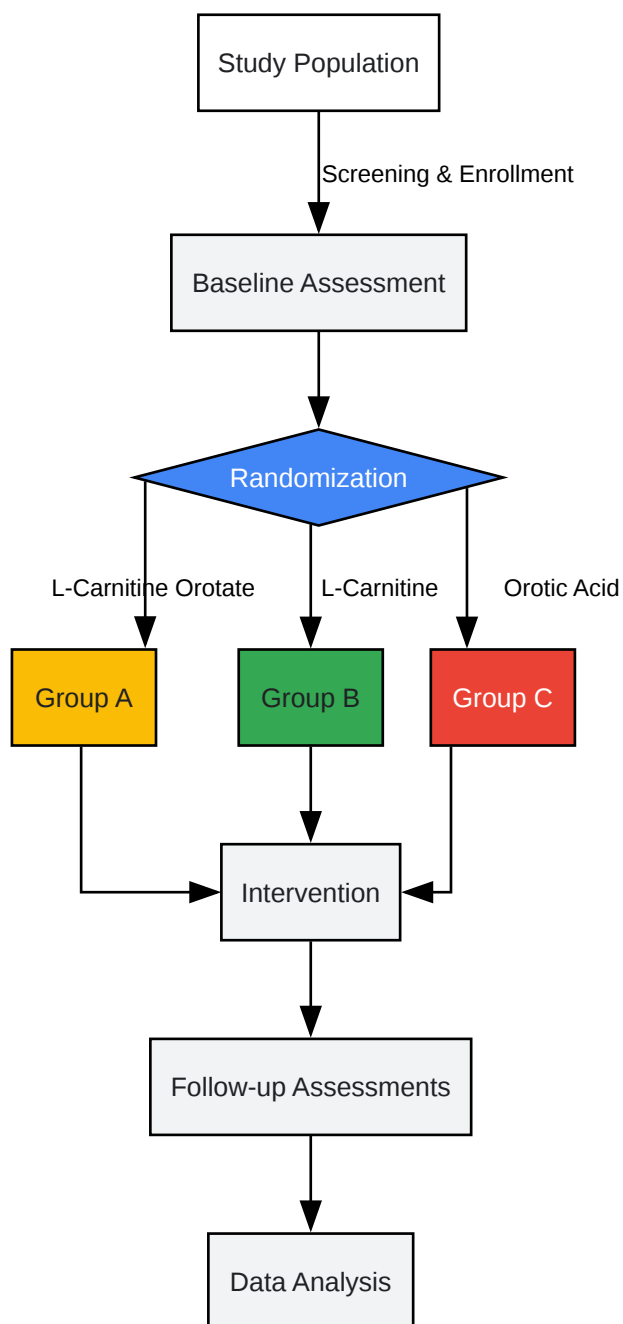 Study Population
Screening & Enrollment
Baseline Assessment
Randomization
L-Carnitine Orotate
L-Carnitine
Orotic Acid
Group A
Group B
Group C
Intervention
Follow-up Assessments
Data Analysis